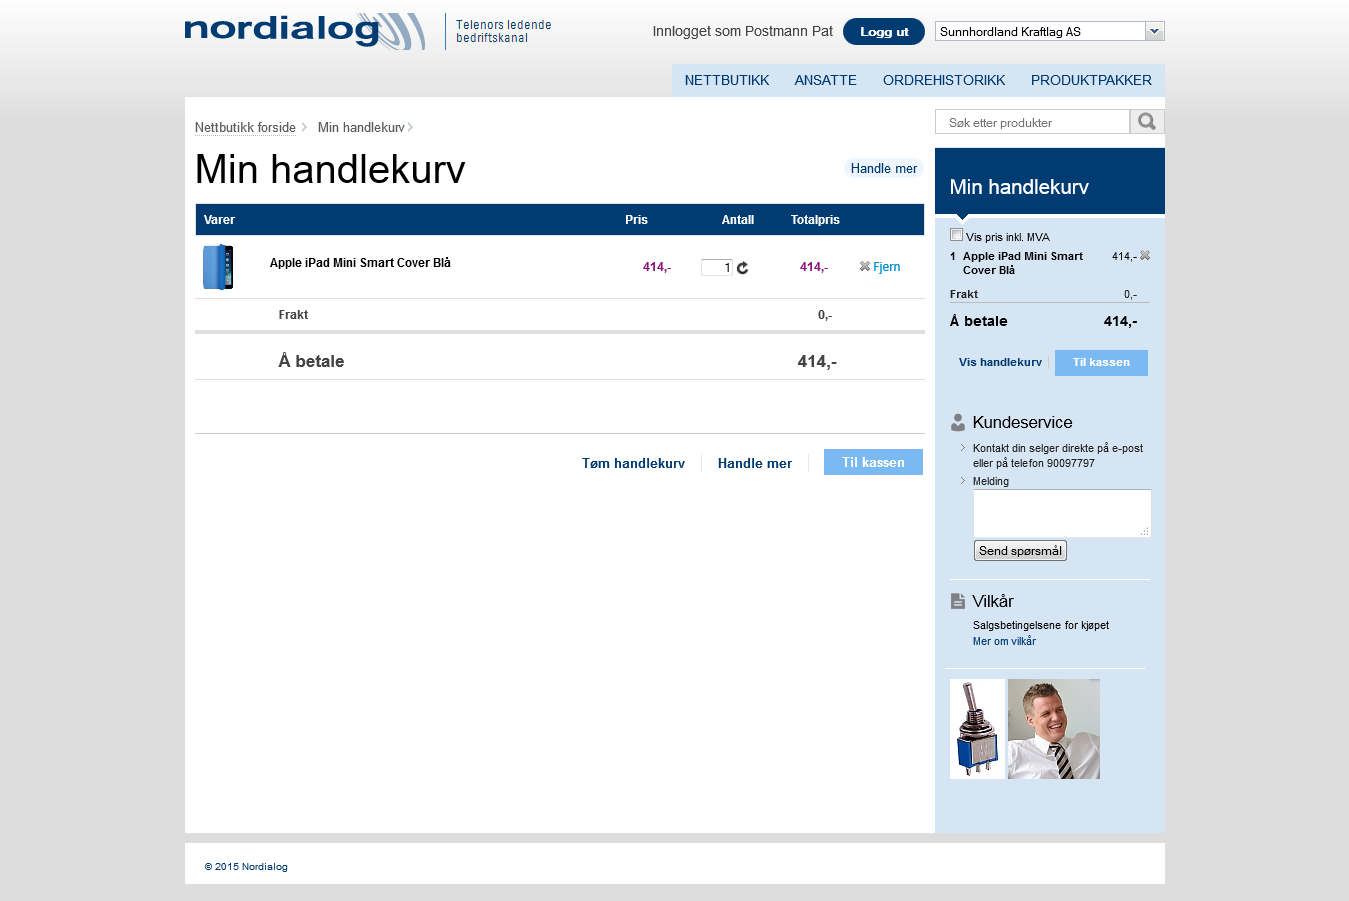 nordialog
Telenors ledende
bedriftskanal
Innlogget som Postmann Pat
Logg ut
Sunnhordland Kraftlag AS
NETTBUTIKK
ANSATTE
ORDREHISTORIKK
PRODUKTPAKKER
Nettbutikk forside
Min handlekurv
Søk etter produkter
Min handlekurv
Handle mer
Varer
Pris
Antall
Totalpris
Apple iPad Mini Smart Cover Blå
414,-
1
414,-
Fjern
Frakt
0,-
Å betale
414,-
Tøm handlekurv
Handle mer
Til kassen
Min handlekurv
Vis pris inkl. MVA
1 Apple iPad Mini Smart
Cover Blå
414,-
Frakt
0,-
Å betale
414,-
Vis handlekurv
Til kassen
Kundeservice
Kontakt din selger direkte på e-post
eller på telefon 90097797
Melding
Send spørsmål
Vilkår
Salgsbetingelsene for kjøpet
Mer om vilkår
© 2015 Nordialog